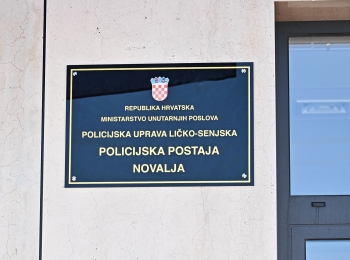 REPUBLIKA HRVATSKA
MINISTARSTVO UNUTARNJIH POSLOVA
POLICIJSKA UPRAVA LIČKO-SENJSKA
POLICIJSKA POSTAJA
NOVALJA